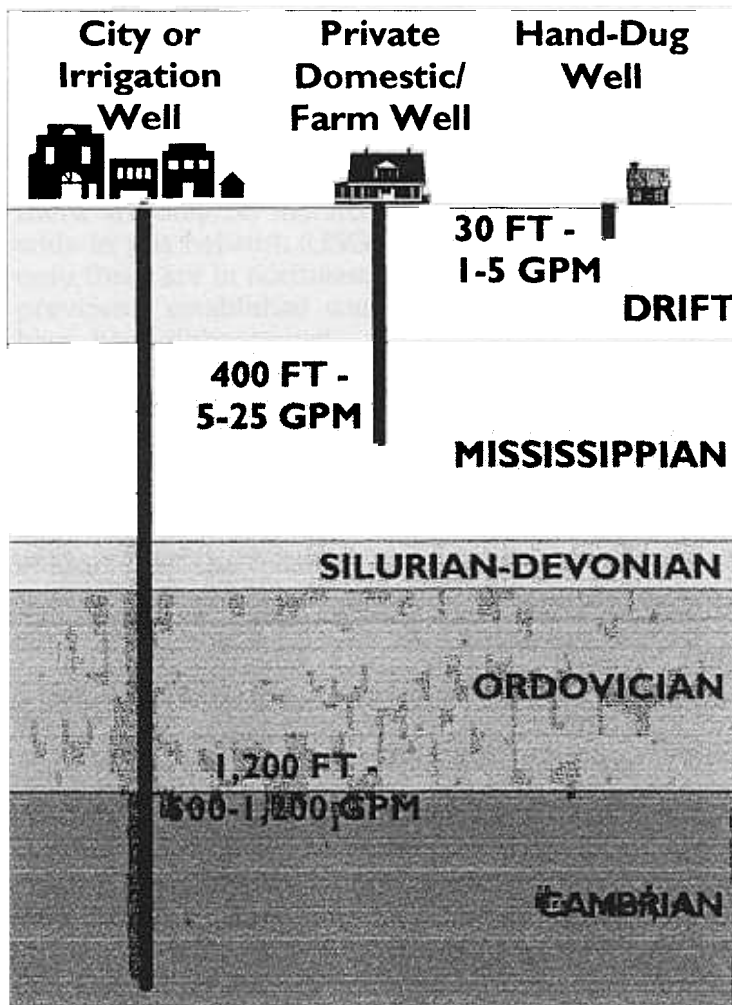 City or
Irrigation
Well
Private
Domestic/
Farm Well
Hand-Dug
Well
30 FT -
1-5 GPM
DRIFT
400 FT -
5-25 GPM
MISSISSIPPIAN
SILURIAN-DEVONIAN
ORDOVICIAN
1,200 FT -
GPM
CAMBRIAN